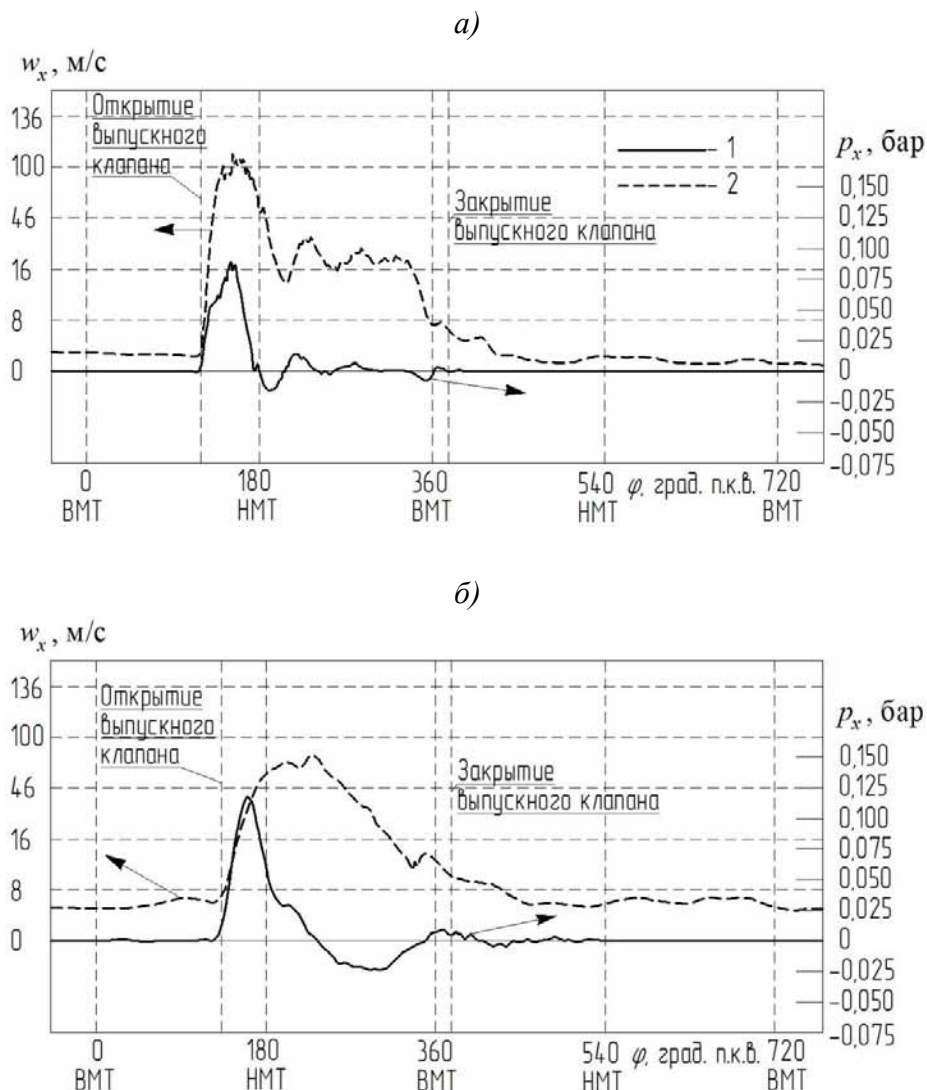 а)
wₓ, м/с
136
100
46
16
8
0
Открытие
выпускного
клапана
1
2
Закрытие
выпускного клапана
pₓ, бар
0,150
0,125
0,100
0,075
0,050
0,025
0
–0,025
–0,050
–0,075
0 180 360 540 φ, град. п.к.в. 720
ВМТ НМТ ВМТ НМТ ВМТ
б)
wₓ, м/с
136
100
46
16
8
0
Открытие
выпускного
клапана
Закрытие
выпускного клапана
pₓ, бар
0,150
0,125
0,100
0,075
0,050
0,025
0
–0,025
–0,050
–0,075
0 180 360 540 φ, град. п.к.в. 720
ВМТ НМТ ВМТ НМТ ВМТ